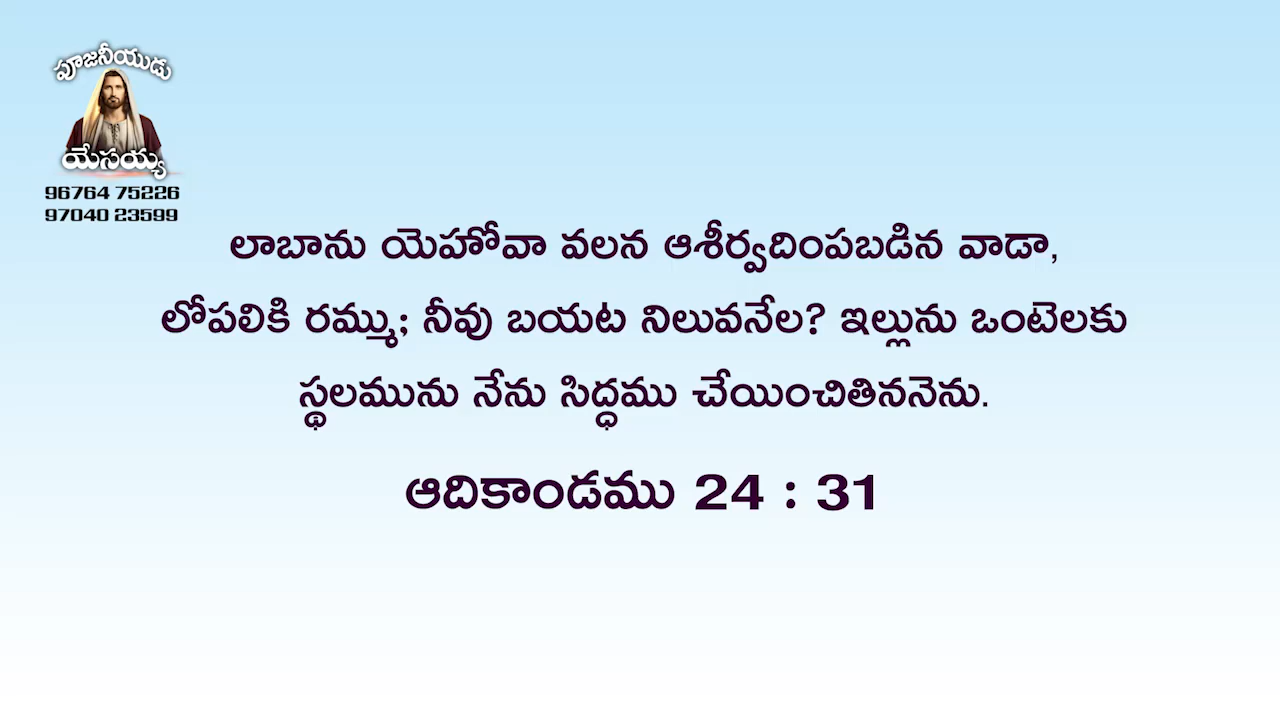 పూజనీయుడు
యేసయ్య
96764 75226
97040 23599
లాబాను యెహోవా వలన ఆశీర్వదింపబడిన వాడా,
లోపలికి రమ్ము; నీవు బయట నిలువనేల? ఇల్లును ఒంటెలకు
స్థలమును నేను సిద్ధము చేయించితిననెను.
ఆదికాండము 24 : 31